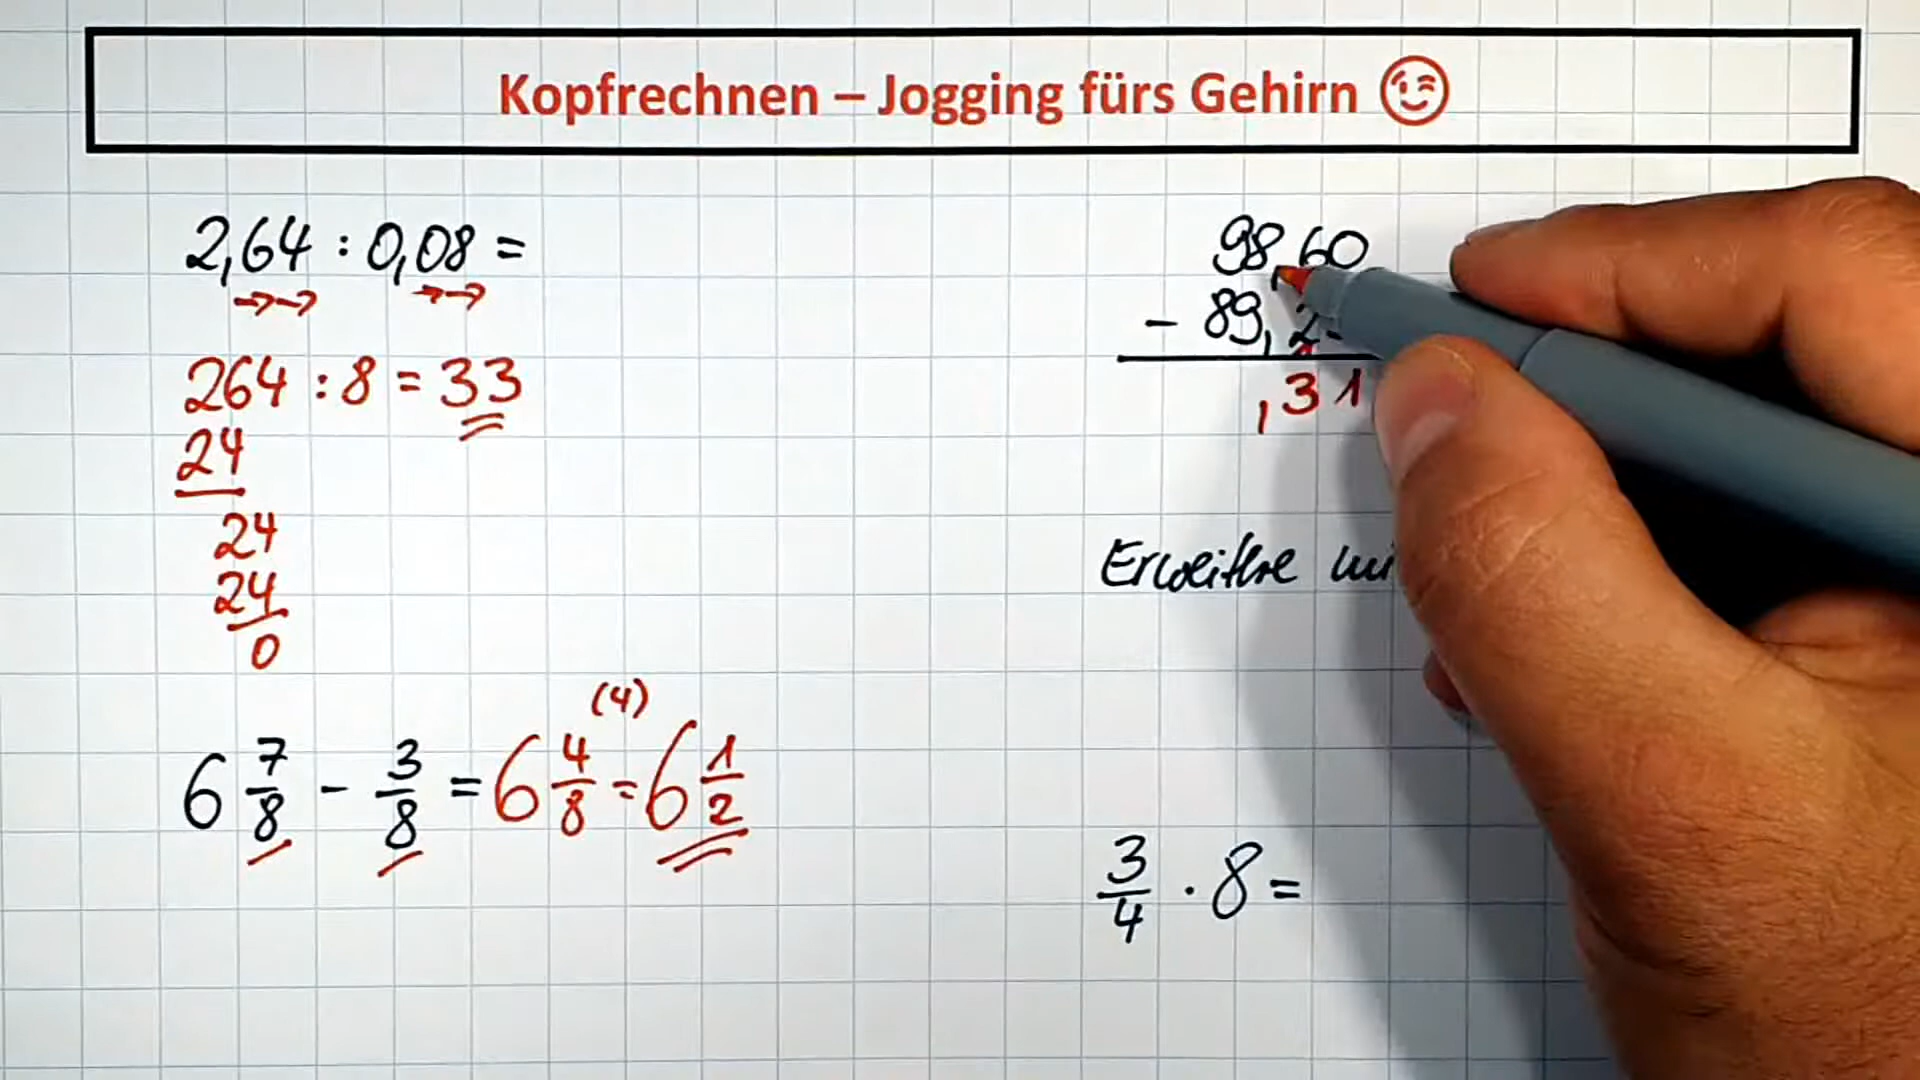 Kopfrechnen – Jogging fürs Gehirn 😉
2,64 : 0,08 =
264 : 8 = 33
24
24
24
0
(4)
6 7/8 - 3/8 = 6 4/8 = 6 1/2
98,60
- 89,2
,31
Erweitere
3/4 · 8 =